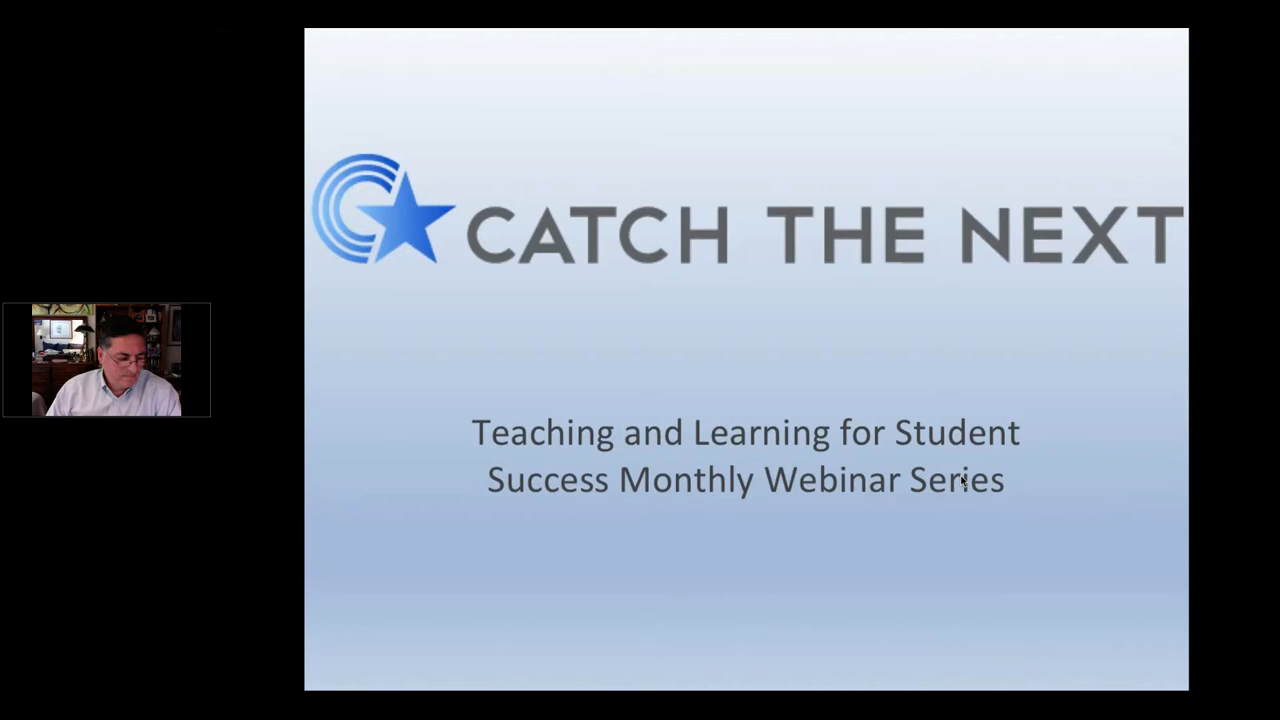 CATCH THE NEXT
Teaching and Learning for Student
Success Monthly Webinar Series